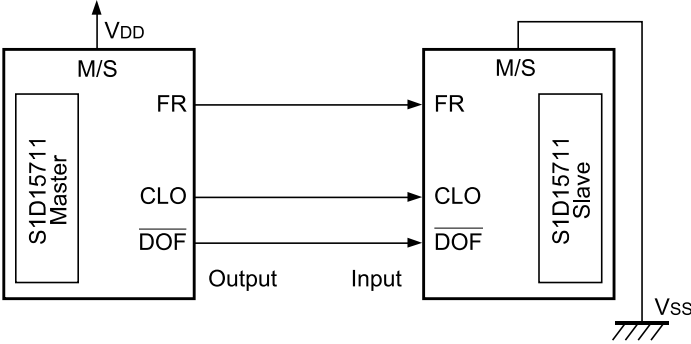 VDD
M/S
M/S
FR
FR
S1D15711
Master
S1D15711
Slave
CLO
CLO
DOF
DOF
Output
Input
VSS